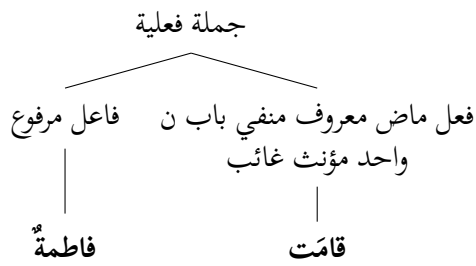 جملة فعلية
فعل ماض معروف منفي باب ن
واحد مؤنث غائب
فاعل مرفوع
قامَت
فاطمةٌ